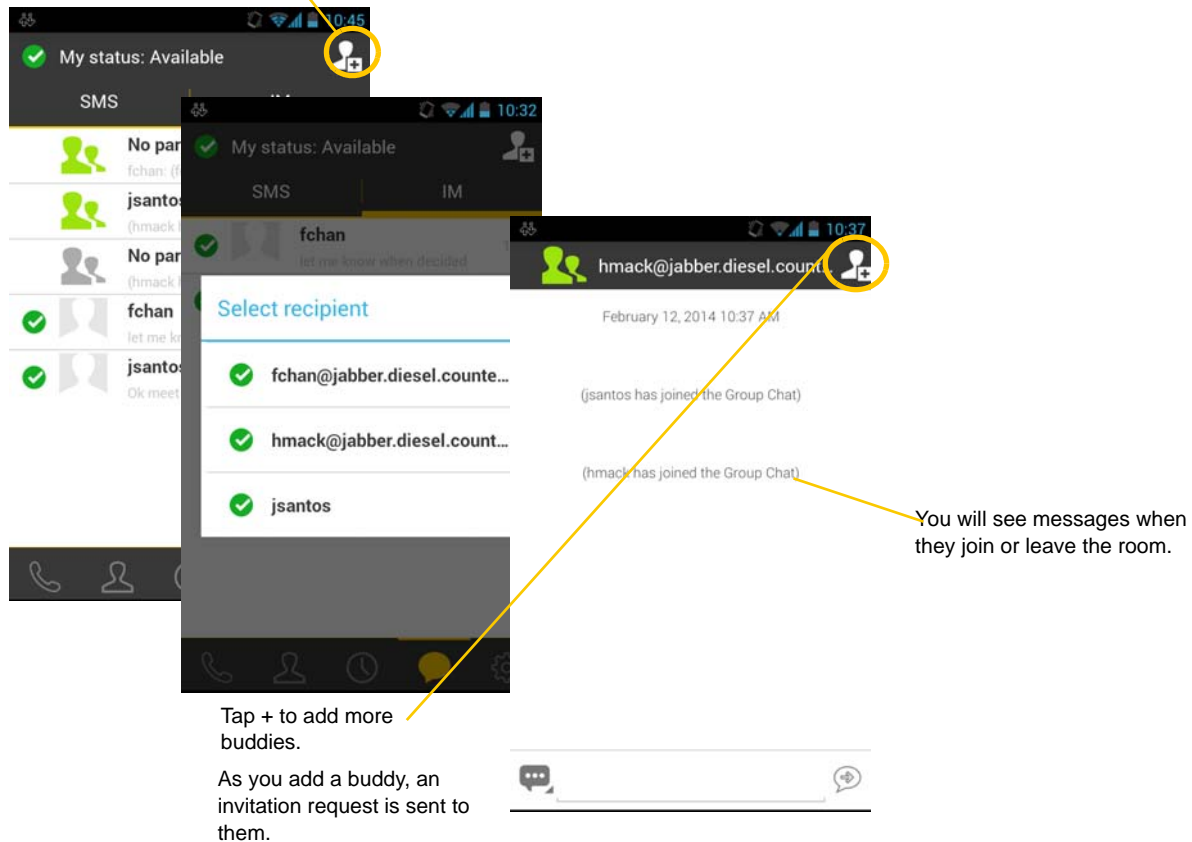 10:45
My status: Available
SMS
No par
fchan: (f
jsantos
(hmack
No par
(hmack
fchan
let me k
jsantos
Ok meet
10:32
My status: Available
SMS IM
fchan
let me know when decided
Select recipient
fchan@jabber.diesel.counte...
hmack@jabber.diesel.count...
jsantos
10:37
hmack@jabber.diesel.count...
February 12, 2014 10:37 AM
(jsantos has joined the Group Chat)
(hmack has joined the Group Chat)
You will see messages when
they join or leave the room.
Tap + to add more
buddies.
As you add a buddy, an
invitation request is sent to
them.